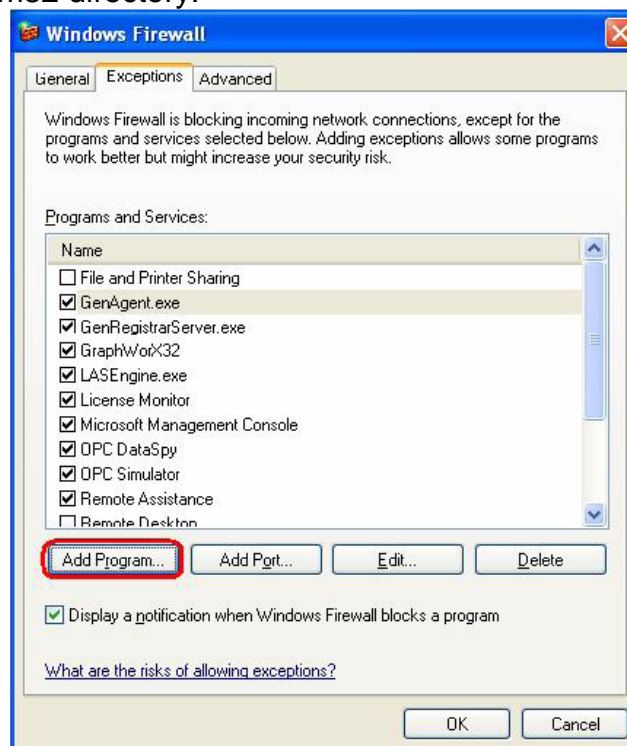 directory.
Windows Firewall
General Exceptions Advanced
Windows Firewall is blocking incoming network connections, except for the
programs and services selected below. Adding exceptions allows some programs
to work better but might increase your security risk.
Programs and Services:
Name
File and Printer Sharing
GenAgent.exe
GenRegistrarServer.exe
GraphWorX32
LASEngine.exe
License Monitor
Microsoft Management Console
OPC DataSpy
OPC Simulator
Remote Assistance
Remote Desktop
Add Program... Add Port... Edit... Delete
Display a notification when Windows Firewall blocks a program
What are the risks of allowing exceptions?
OK Cancel